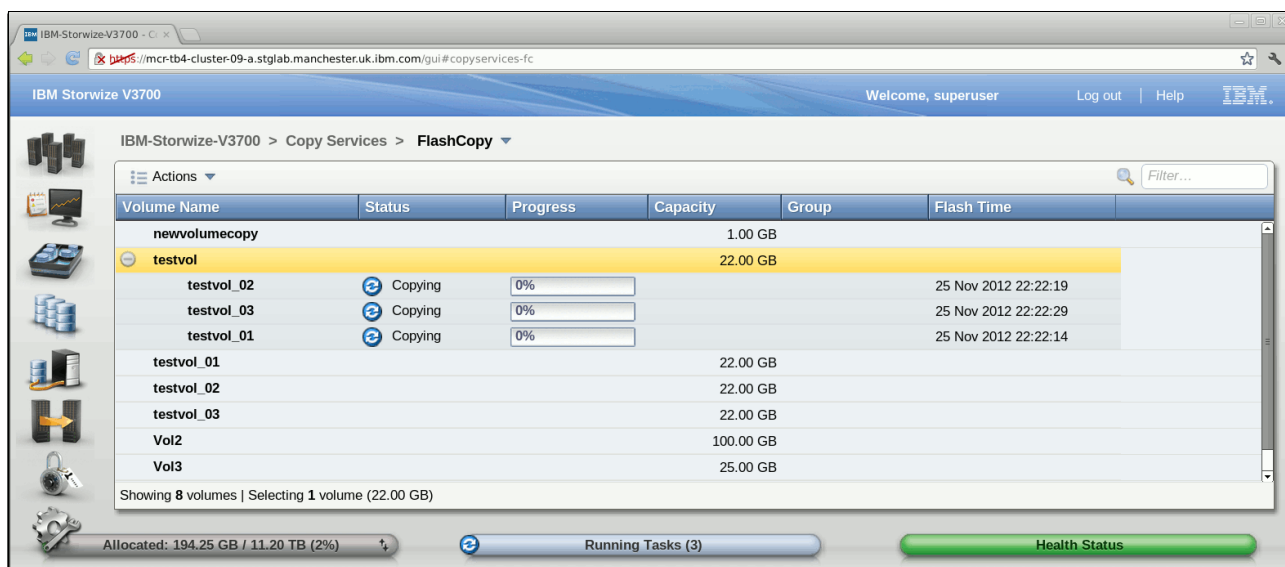 IBM-Storwize-V3700 - C
https://mcr-tb4-cluster-09-a.stglab.manchester.uk.ibm.com/gui#copyservices-fc
IBM Storwize V3700 Welcome, superuser Log out | Help IBM.
IBM-Storwize-V3700 > Copy Services > FlashCopy
Actions Filter...
Volume Name Status Progress Capacity Group Flash Time
newvolumecopy 1.00 GB
testvol 22.00 GB
testvol_02 Copying 0% 25 Nov 2012 22:22:19
testvol_03 Copying 0% 25 Nov 2012 22:22:29
testvol_01 Copying 0% 25 Nov 2012 22:22:14
testvol_01 22.00 GB
testvol_02 22.00 GB
testvol_03 22.00 GB
Vol2 100.00 GB
Vol3 25.00 GB
Showing 8 volumes | Selecting 1 volume (22.00 GB)
Allocated: 194.25 GB / 11.20 TB (2%) Running Tasks (3) Health Status